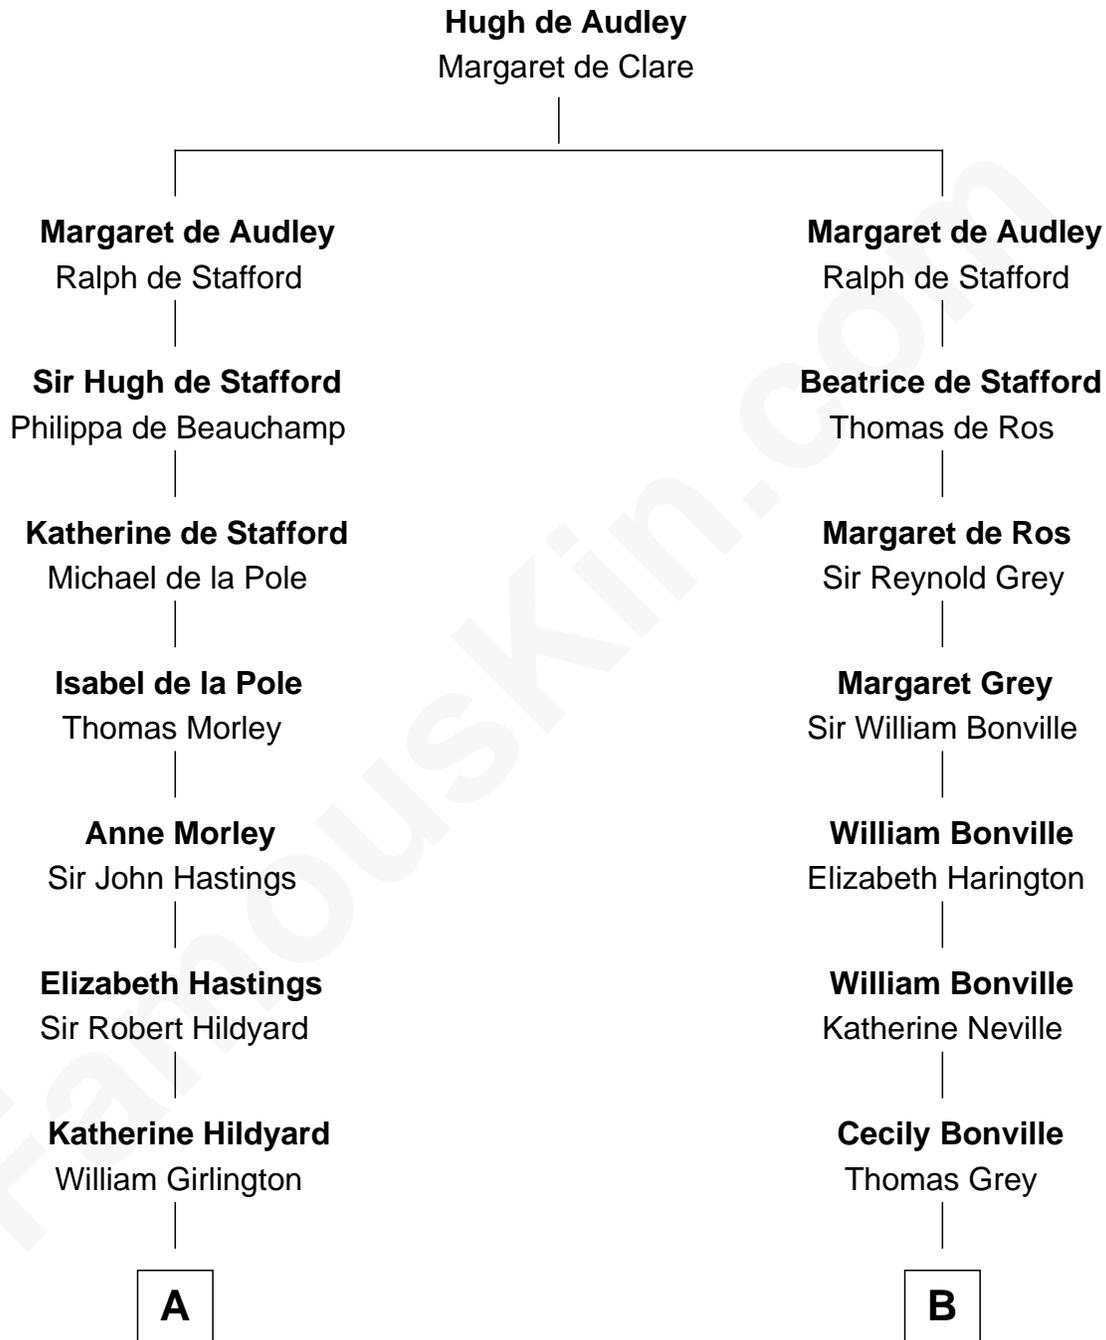 Hugh de Audley
Margaret de Clare
Margaret de Audley
Ralph de Stafford
Margaret de Audley
Ralph de Stafford
Sir Hugh de Stafford
Philippa de Beauchamp
Beatrice de Stafford
Thomas de Ros
Katherine de Stafford
Michael de la Pole
Margaret de Ros
Sir Reynold Grey
Isabel de la Pole
Thomas Morley
Margaret Grey
Sir William Bonville
Anne Morley
Sir John Hastings
William Bonville
Elizabeth Harington
Elizabeth Hastings
Sir Robert Hildyard
William Bonville
Katherine Neville
Katherine Hildyard
William Girlington
Cecily Bonville
Thomas Grey
A
B
FamousKin.com